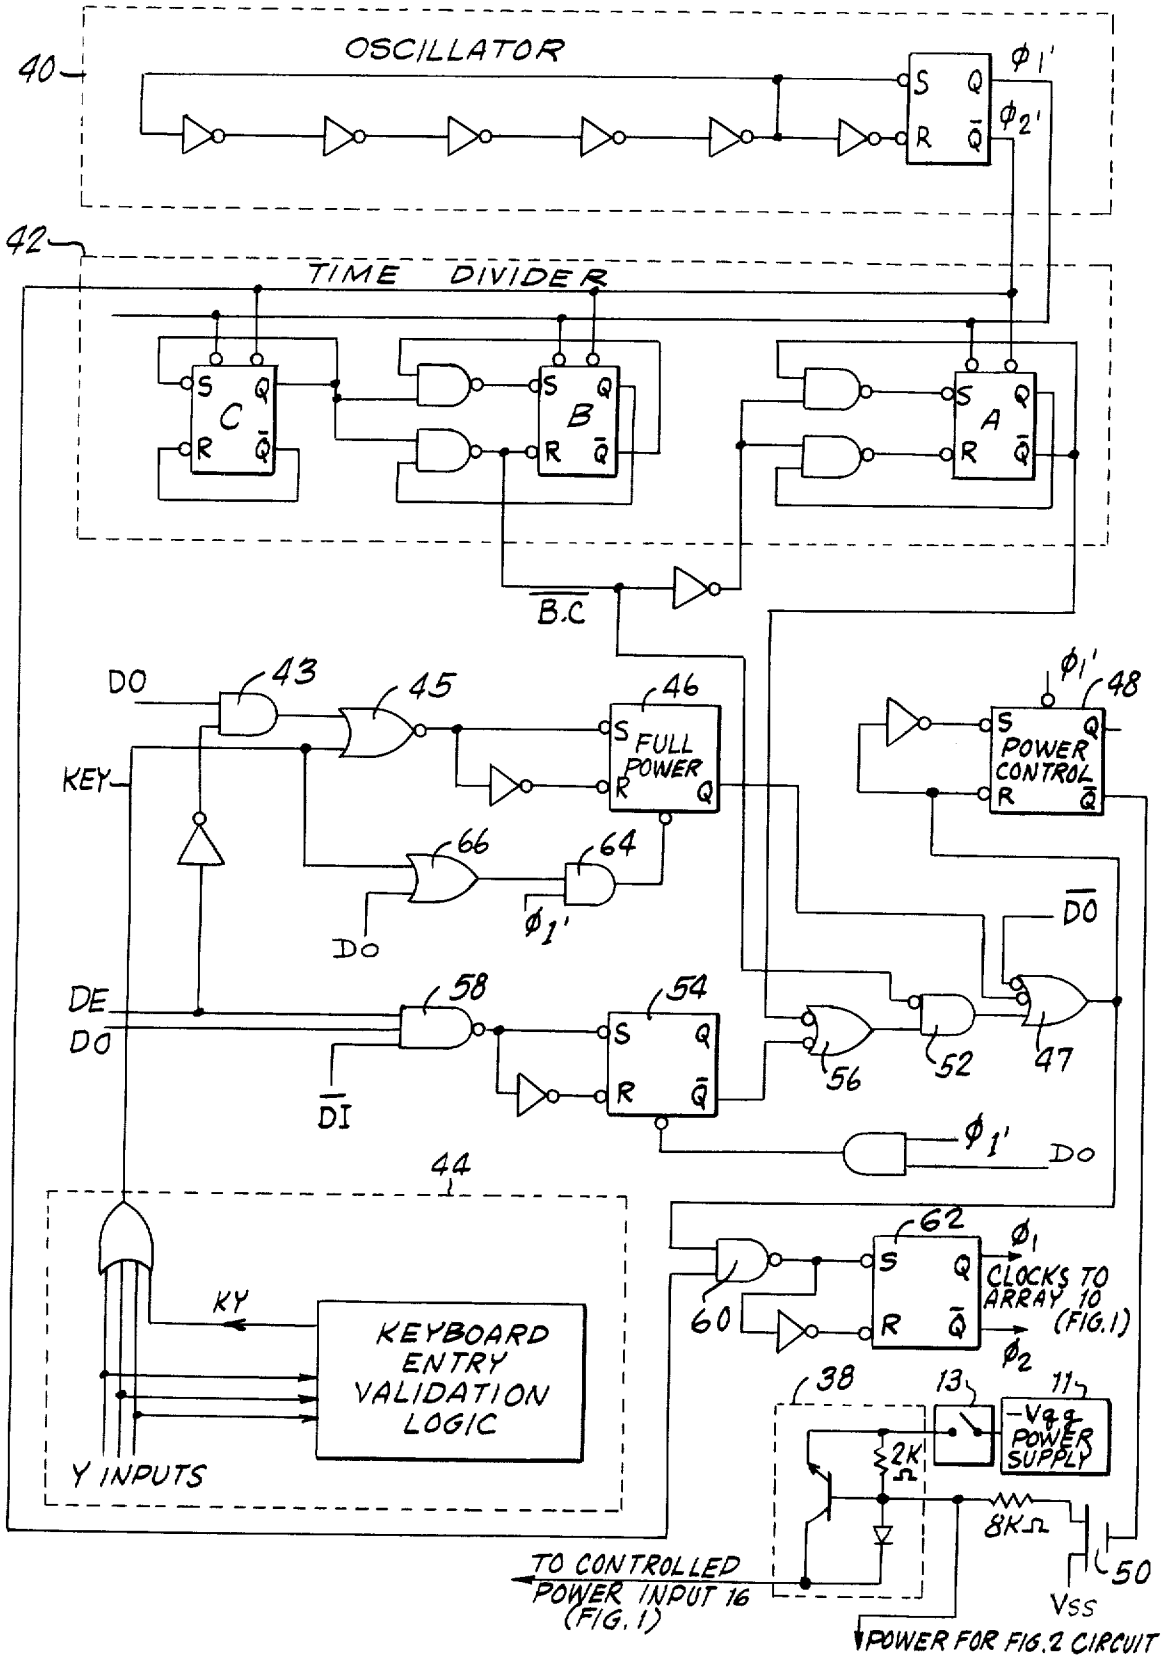 OSCILLATOR
40
S Q
R Q̅
ϕ1'
ϕ2'
42
TIME DIVIDER
S Q
C
R Q̅
S Q
B
R Q̅
S Q
A
R Q̅
B.C̅
DO
43
45
46
S
FULL
POWER
R Q
ϕ1'
48
S Q
POWER
CONTROL
R Q̅
KEY
66
64
DO
ϕ1'
D̅O̅
DE
DO
58
D̅I̅
54
S Q
R Q̅
56
52
47
ϕ1'
DO
44
KY
KEYBOARD
ENTRY
VALIDATION
LOGIC
Y INPUTS
60
62
S Q
R Q̅
ϕ1
CLOCKS TO
ARRAY 10
(FIG.1)
ϕ2
38
13
11
-Vgg
POWER
SUPPLY
2K
Ω
8KΩ
50
VSS
TO CONTROLLED
POWER INPUT 16
(FIG.1)
POWER FOR FIG.2 CIRCUIT